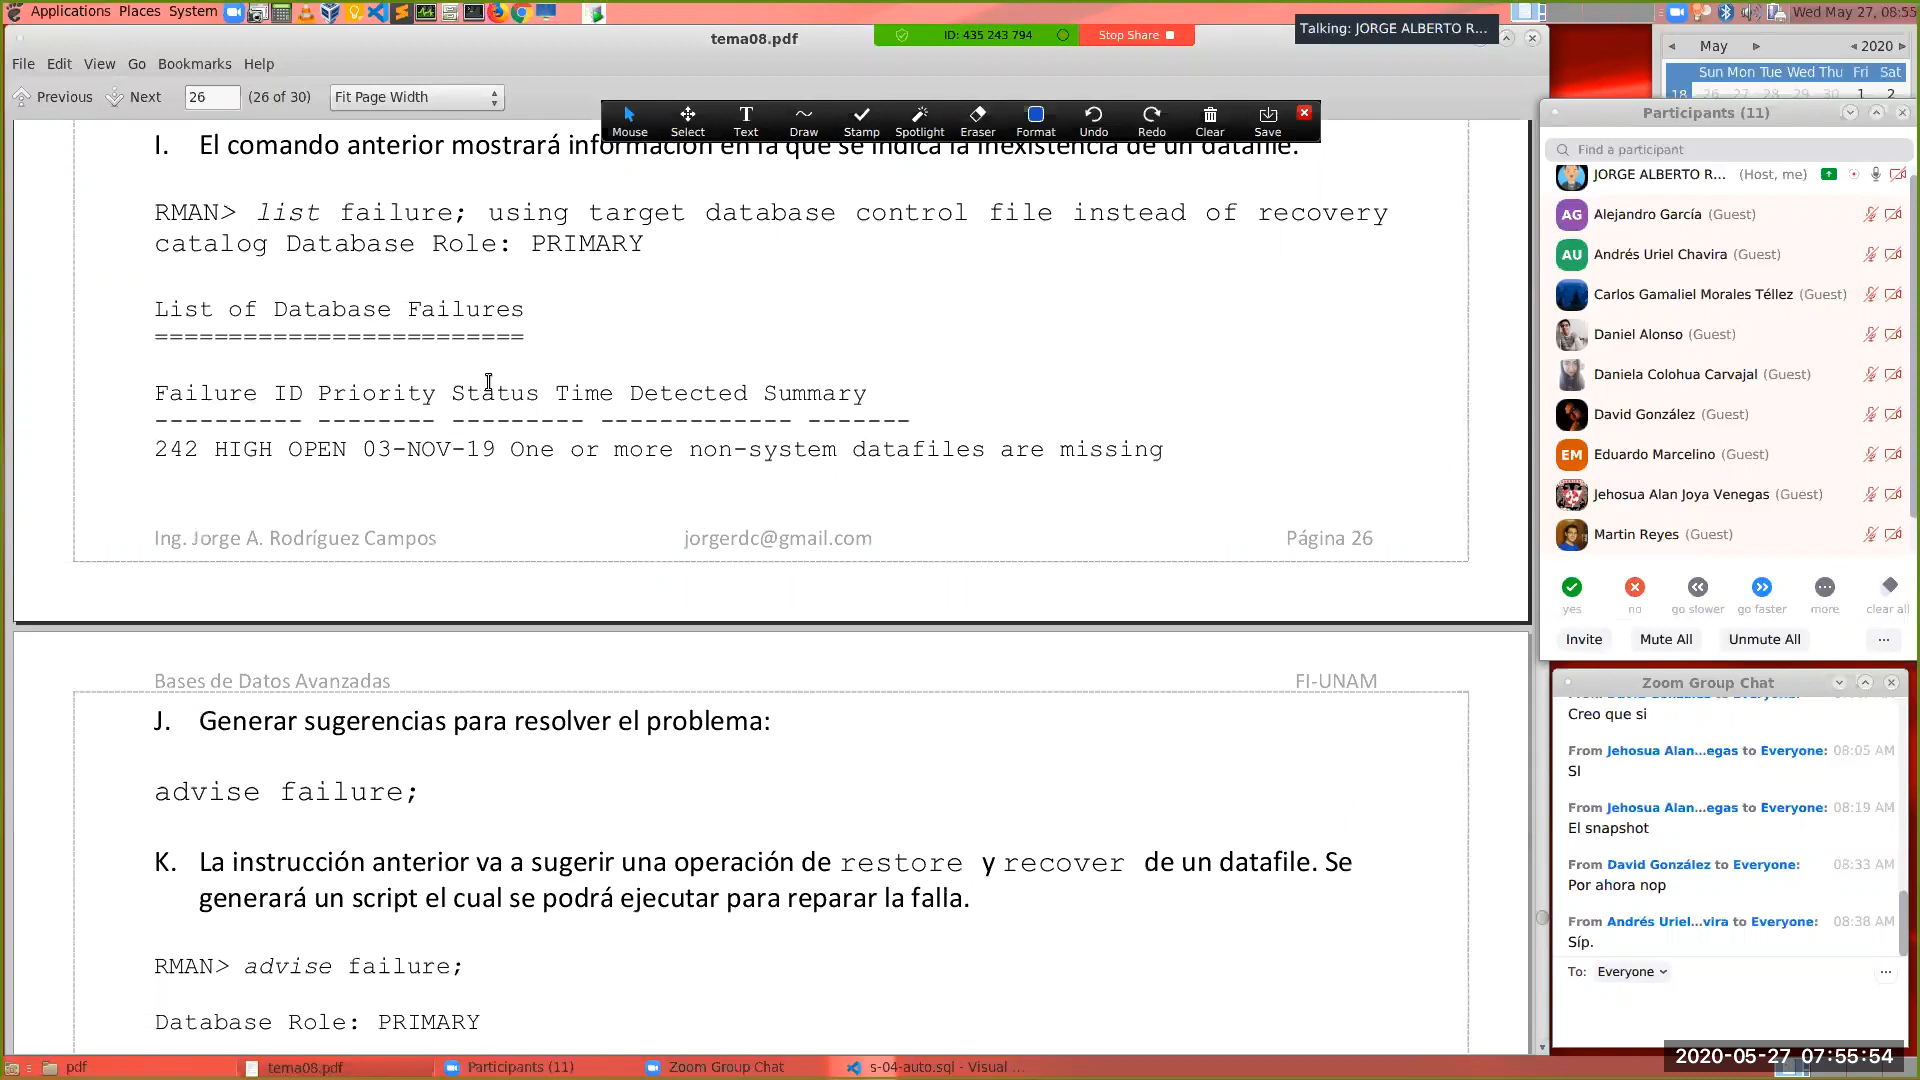 Applications Places System
Wed May 27, 08:55
tema08.pdf
ID: 435 243 794
Stop Share
Talking: JORGE ALBERTO R...
File Edit View Go Bookmarks Help
Previous Next 26 (26 of 30) Fit Page Width
Mouse Select Text Draw Stamp Spotlight Eraser Format Undo Redo Clear Save
I. El comando anterior mostrará información en la que se indica la inexistencia de un datafile.
RMAN> list failure; using target database control file instead of recovery
catalog Database Role: PRIMARY
List of Database Failures
=========================
Failure ID Priority Status Time Detected Summary
---------- -------- --------- ------------- -------
242 HIGH OPEN 03-NOV-19 One or more non-system datafiles are missing
Ing. Jorge A. Rodríguez Campos jorgerdc@gmail.com Página 26
Bases de Datos Avanzadas FI-UNAM
J. Generar sugerencias para resolver el problema:
advise failure;
K. La instrucción anterior va a sugerir una operación de restore y recover de un datafile. Se
generará un script el cual se podrá ejecutar para reparar la falla.
RMAN> advise failure;
Database Role: PRIMARY
May 2020
Sun Mon Tue Wed Thu Fri Sat
18 26 27 28 29 30 1 2
Participants (11)
Find a participant
JORGE ALBERTO R... (Host, me)
AG Alejandro García (Guest)
AU Andrés Uriel Chavira (Guest)
Carlos Gamaliel Morales Téllez (Guest)
Daniel Alonso (Guest)
Daniela Colohua Carvajal (Guest)
David González (Guest)
EM Eduardo Marcelino (Guest)
Jehosua Alan Joya Venegas (Guest)
Martin Reyes (Guest)
yes no go slower go faster more clear all
Invite Mute All Unmute All ...
Zoom Group Chat
Creo que si
From Jehosua Alan...egas to Everyone: 08:05 AM
SI
From Jehosua Alan...egas to Everyone: 08:19 AM
El snapshot
From David González to Everyone: 08:33 AM
Por ahora nop
From Andrés Uriel...vira to Everyone: 08:38 AM
Síp.
To: Everyone
2020-05-27 07:55:54
pdf
tema08.pdf
Participants (11)
Zoom Group Chat
s-04-auto.sql - Visual ...